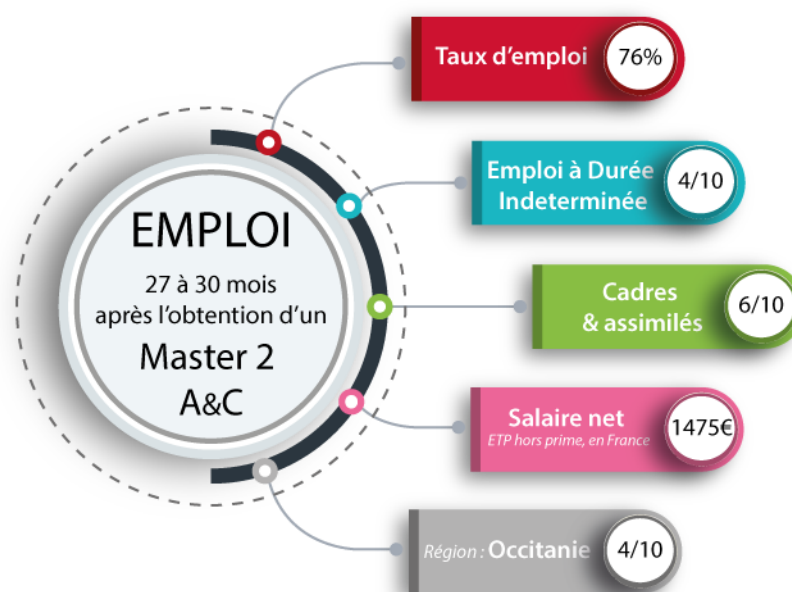 EMPLOI
27 à 30 mois
après l'obtention d'un
Master 2
A&C
Taux d'emploi 76%
Emploi à Durée
Indeterminée
4/10
Cadres
& assimilés
6/10
Salaire net
ETP hors prime, en France
1475€
Région : Occitanie 4/10